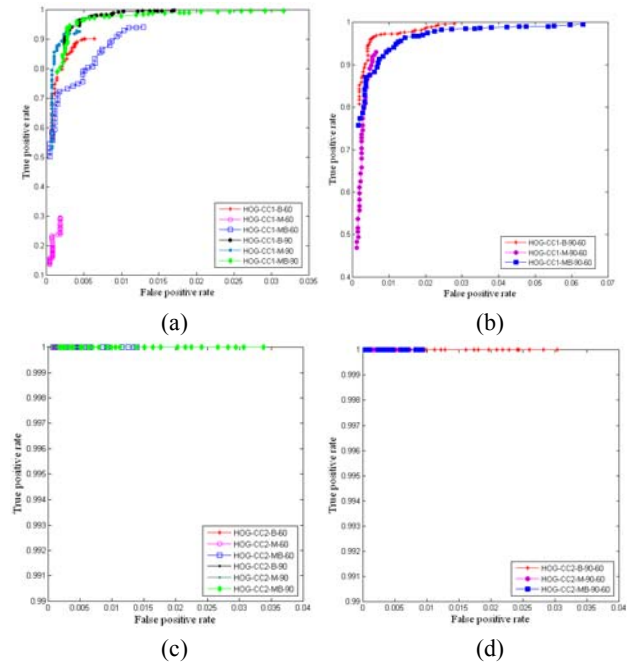 1
0.9
0.8
0.7
0.6
0.5
0.4
0.3
0.2
0.1
True positive rate
0 0.005 0.01 0.015 0.02 0.025 0.03 0.035
False positive rate
HOG-CC1-B-60
HOG-CC1-M-60
HOG-CC1-MB-60
HOG-CC1-B-90
HOG-CC1-M-90
HOG-CC1-MB-90
(a)
1
0.9
0.8
0.7
0.6
0.5
0.4
True positive rate
0 0.01 0.02 0.03 0.04 0.05 0.06 0.07
False positive rate
HOG-CC1-B-90-60
HOG-CC1-M-90-60
HOG-CC1-MB-90-60
(b)
1
0.999
0.998
0.997
0.996
0.995
0.994
0.993
0.992
0.991
0.99
True positive rate
0 0.005 0.01 0.015 0.02 0.025 0.03 0.035 0.04
False positive rate
HOG-CC2-B-60
HOG-CC2-M-60
HOG-CC2-MB-60
HOG-CC2-B-90
HOG-CC2-M-90
HOG-CC2-MB-90
(c)
1
0.999
0.998
0.997
0.996
0.995
0.994
0.993
0.992
0.991
0.99
True positive rate
0 0.005 0.01 0.015 0.02 0.025 0.03 0.035 0.04
False positive rate
HOG-CC2-B-90-60
HOG-CC2-M-90-60
HOG-CC2-MB-90-60
(d)